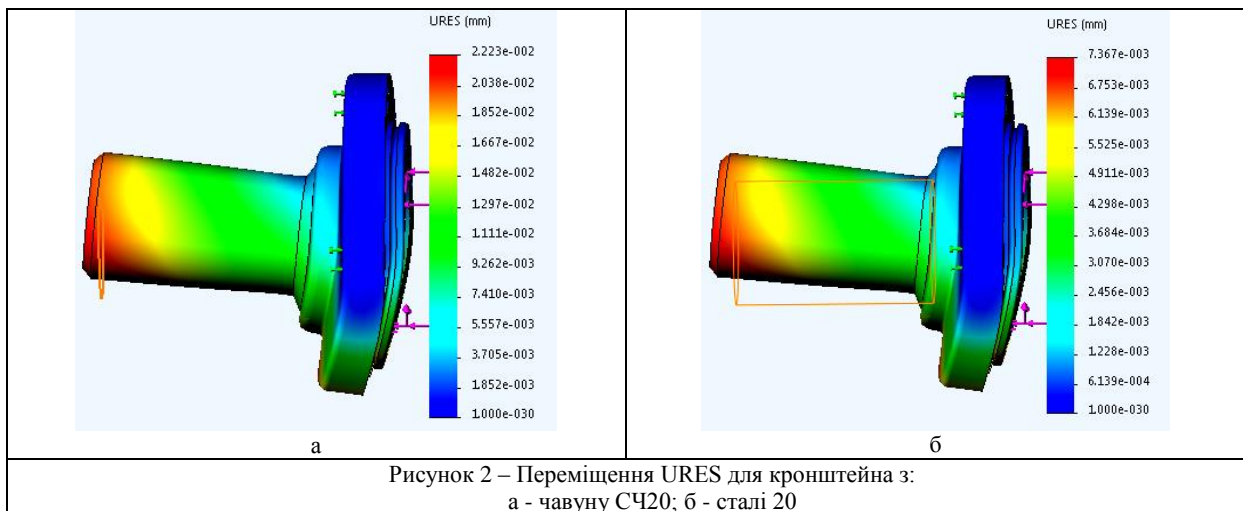 URES (mm)
2.223e-002
2.038e-002
1.852e-002
1.667e-002
1.482e-002
1.297e-002
1.111e-002
9.262e-003
7.410e-003
5.557e-003
3.705e-003
1.852e-003
1.000e-030
а
URES (mm)
7.367e-003
6.753e-003
6.139e-003
5.525e-003
4.911e-003
4.298e-003
3.684e-003
3.070e-003
2.456e-003
1.842e-003
1.228e-003
6.139e-004
1.000e-030
б
Рисунок 2 – Переміщення URES для кронштейна з:
а - чавуну СЧ20; б - сталі 20